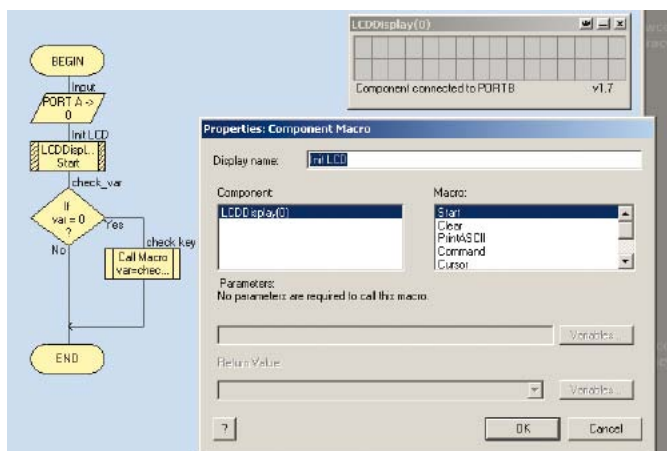 BEGIN
Input
PORT A ->
0
Init LCD
LCDDispl...
Start
check_var
If
var = 0
?
Yes
No
check key
Call Macro
var=chec...
END
LCDDisplay(0)
Component connected to PORTB v1.7
Properties: Component Macro
Display name: Init LCD
Component: Macro:
LCDDisplay(0)
Start
Clear
PrintASCII
Command
Cursor
Parameters:
No parameters are required to call this macro.
Variables...
Return Value:
Variables...
? OK Cancel